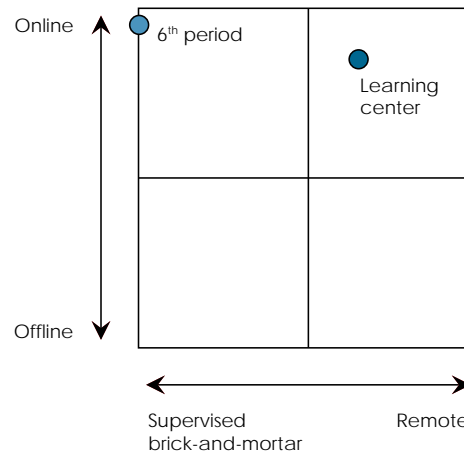 Online
6th period
Learning
center
Offline
Supervised
brick-and-mortar
Remote